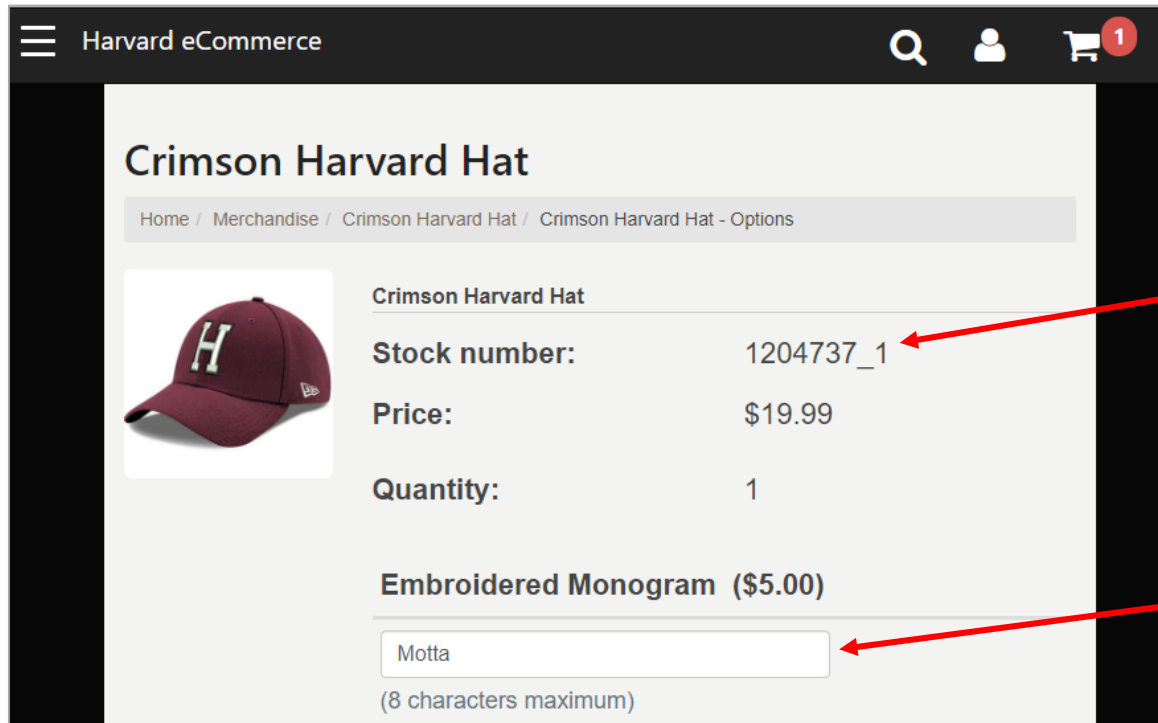 Harvard eCommerce
1
Crimson Harvard Hat
Home / Merchandise / Crimson Harvard Hat / Crimson Harvard Hat - Options
H
Crimson Harvard Hat
Stock number: 1204737_1
Price: $19.99
Quantity: 1
Embroidered Monogram ($5.00)
Motta
(8 characters maximum)